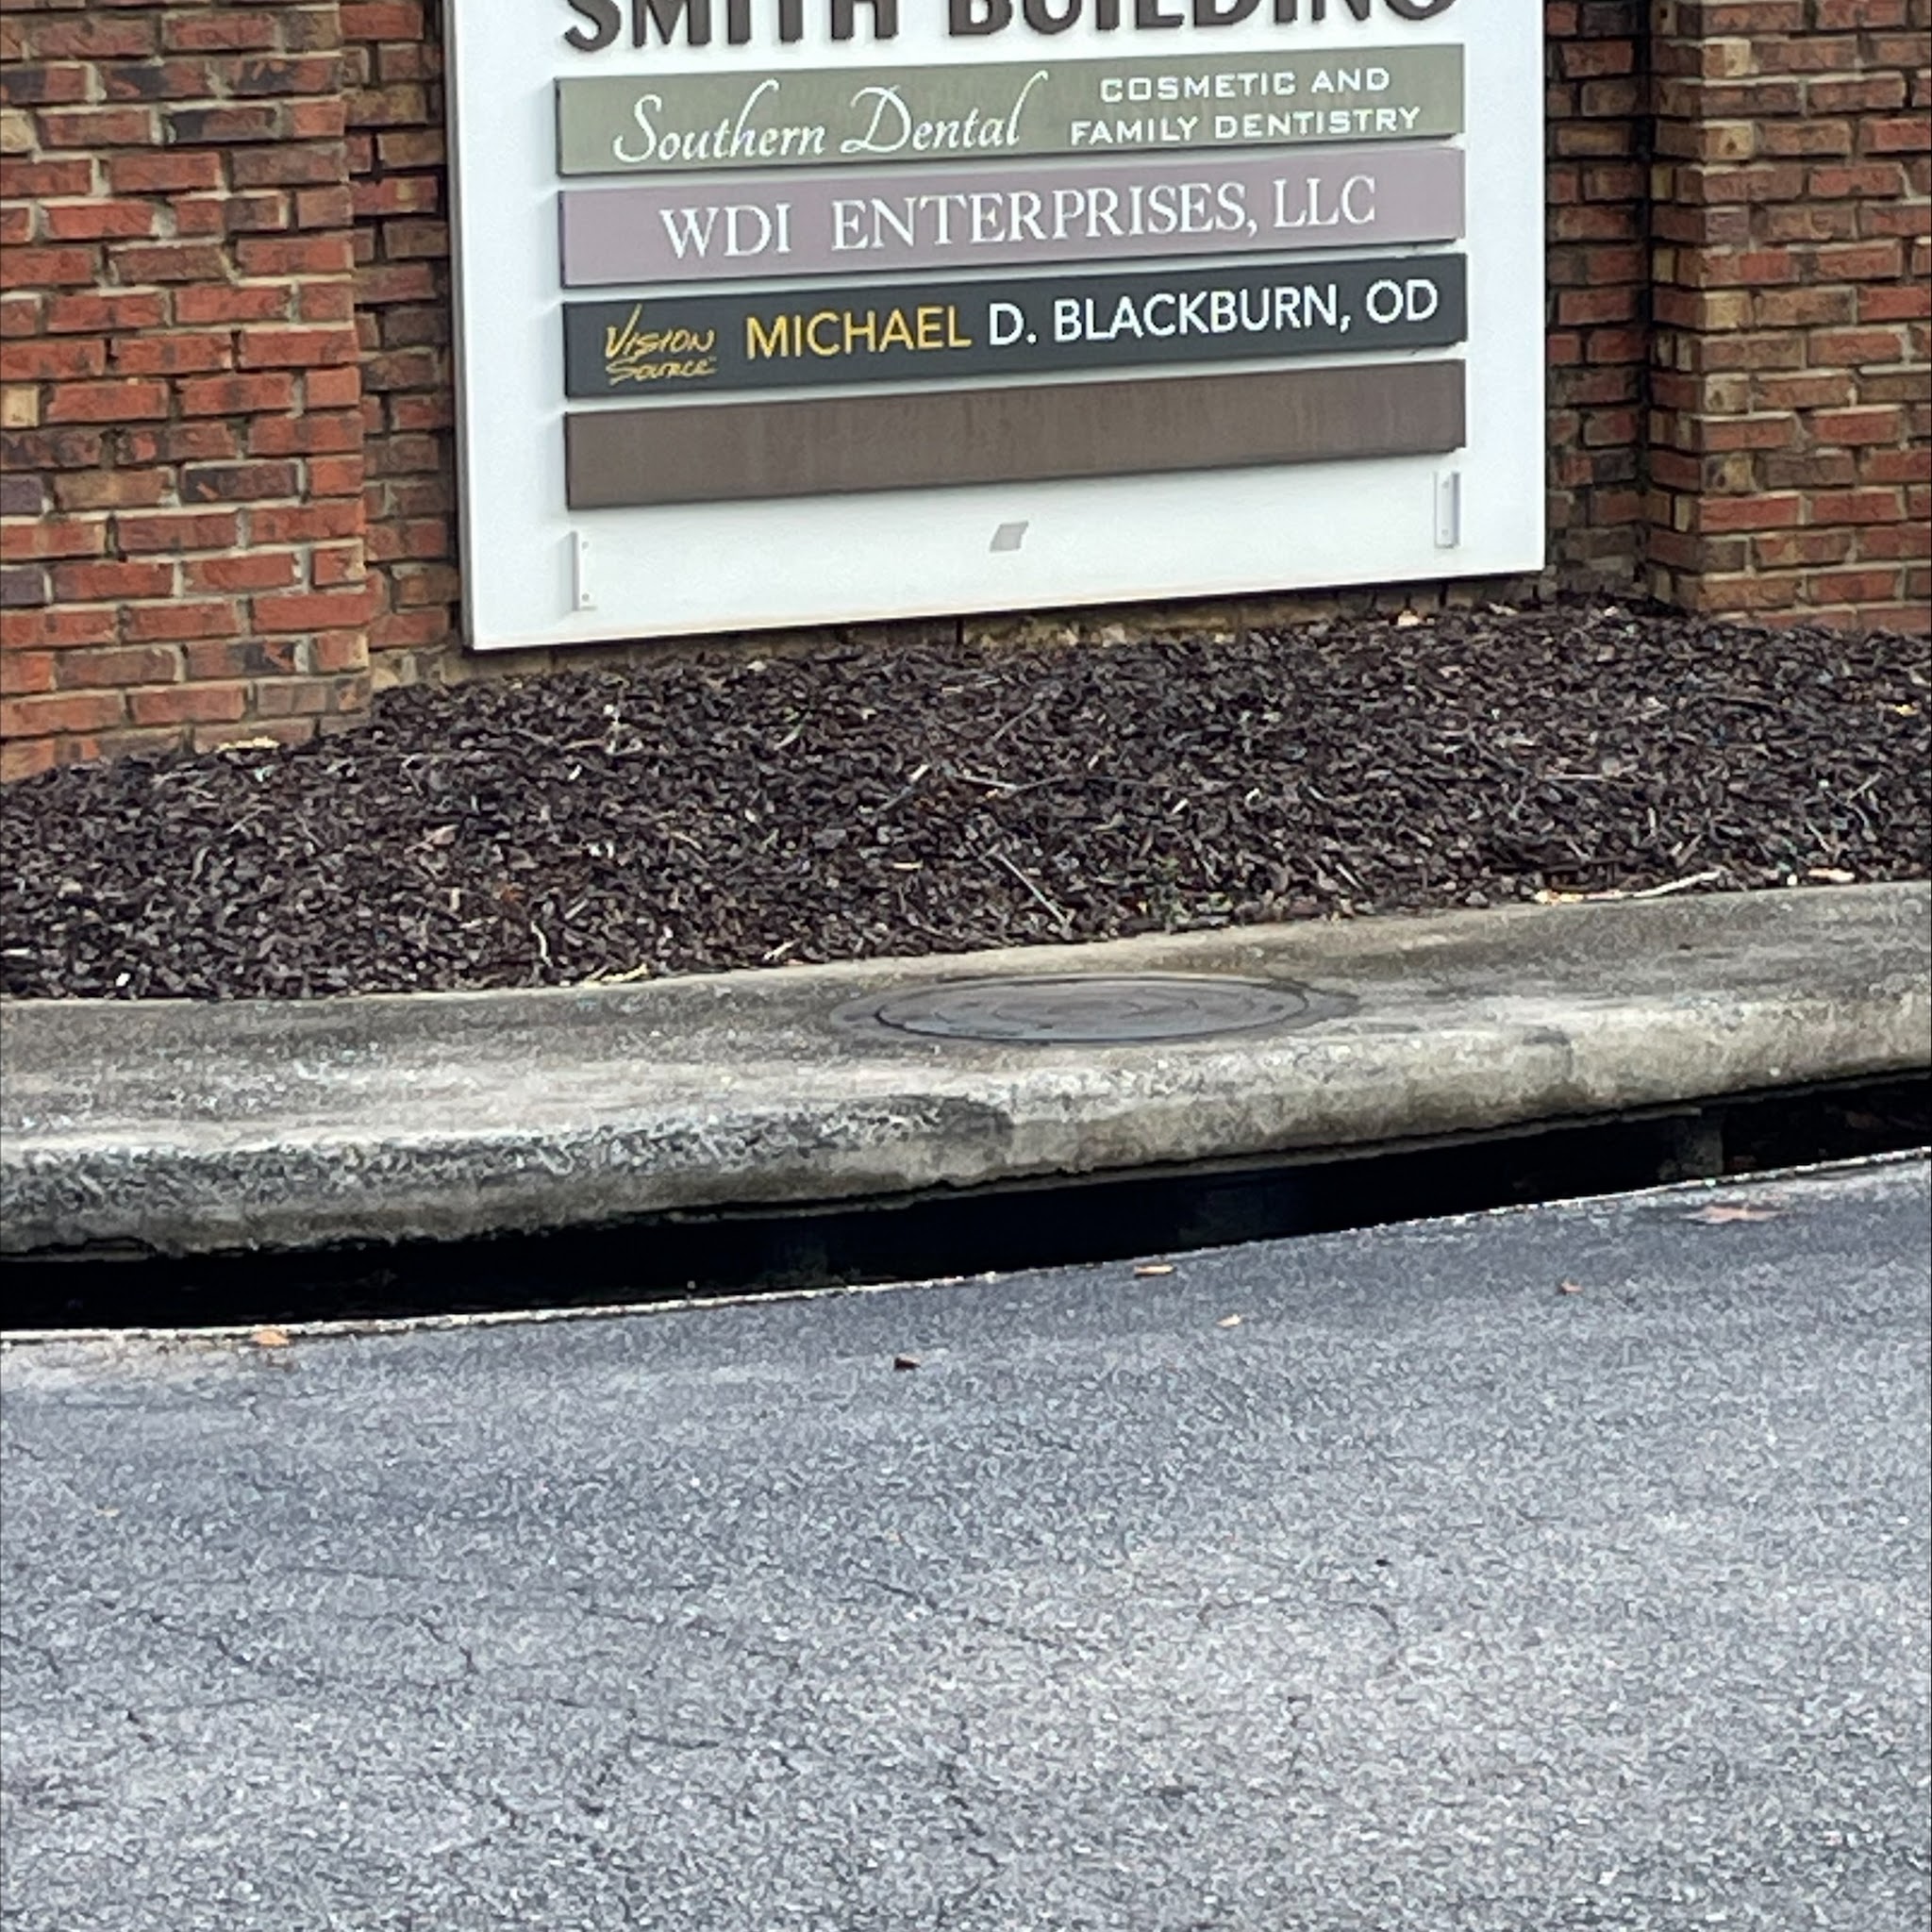 SMITH BUILDING
Southern Dental
COSMETIC AND
FAMILY DENTISTRY
WDI ENTERPRISES, LLC
VISION
SOURCE
MICHAEL D. BLACKBURN, OD